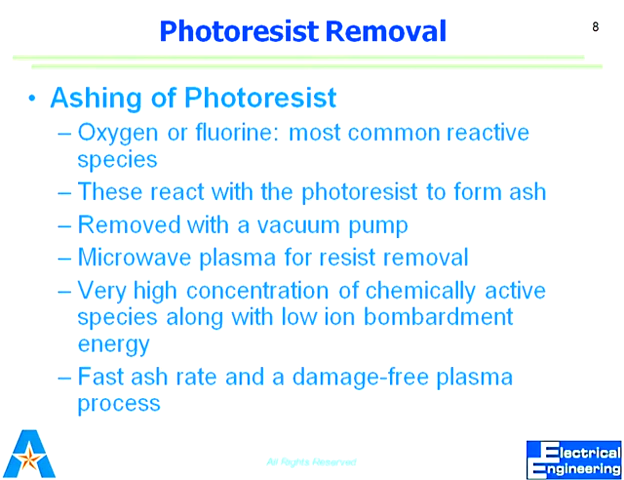 Photoresist Removal
8
• Ashing of Photoresist
– Oxygen or fluorine: most common reactive
species
– These react with the photoresist to form ash
– Removed with a vacuum pump
– Microwave plasma for resist removal
– Very high concentration of chemically active
species along with low ion bombardment
energy
– Fast ash rate and a damage-free plasma
process
All Rights Reserved
Electrical
Engineering